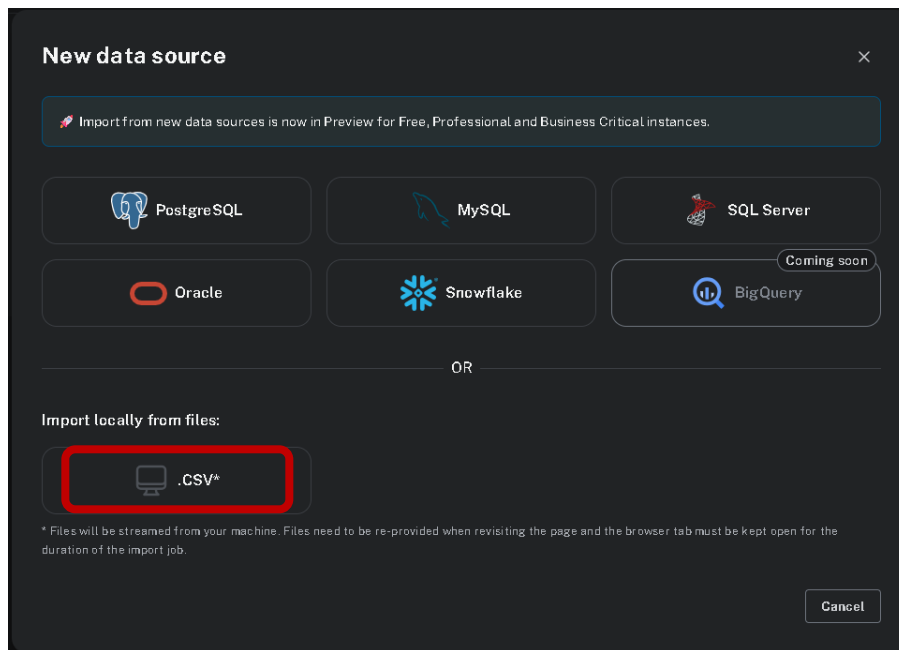 New data source
🚀 Import from new data sources is now in Preview for Free, Professional and Business Critical instances.
PostgreSQL
MySQL
SQL Server
Coming soon
Oracle
Snowflake
BigQuery
OR
Import locally from files:
.CSV*
* Files will be streamed from your machine. Files need to be re-provided when revisiting the page and the browser tab must be kept open for the
duration of the import job.
Cancel